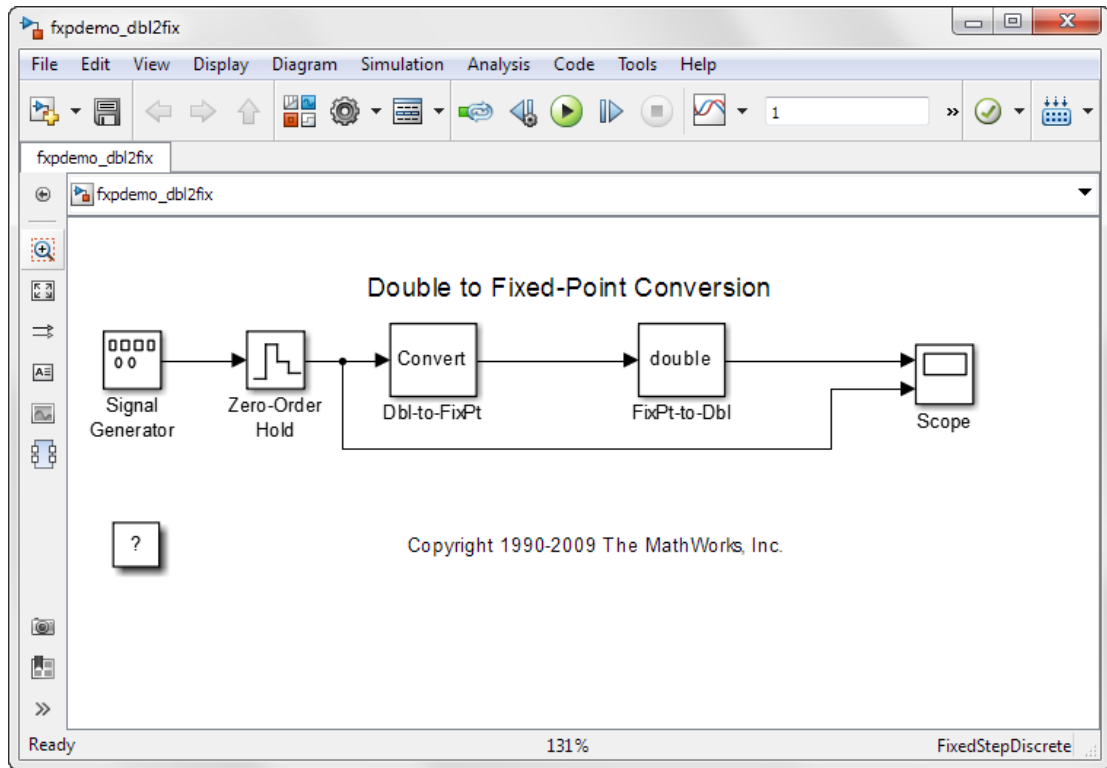 fxpdemo_dbl2fix
File Edit View Display Diagram Simulation Analysis Code Tools Help
1
fxpdemo_dbl2fix
fxpdemo_dbl2fix
Double to Fixed-Point Conversion
Convert
double
Signal
Generator
Zero-Order
Hold
Dbl-to-FixPt
FixPt-to-Dbl
Scope
?
Copyright 1990-2009 The MathWorks, Inc.
Ready 131% FixedStepDiscrete